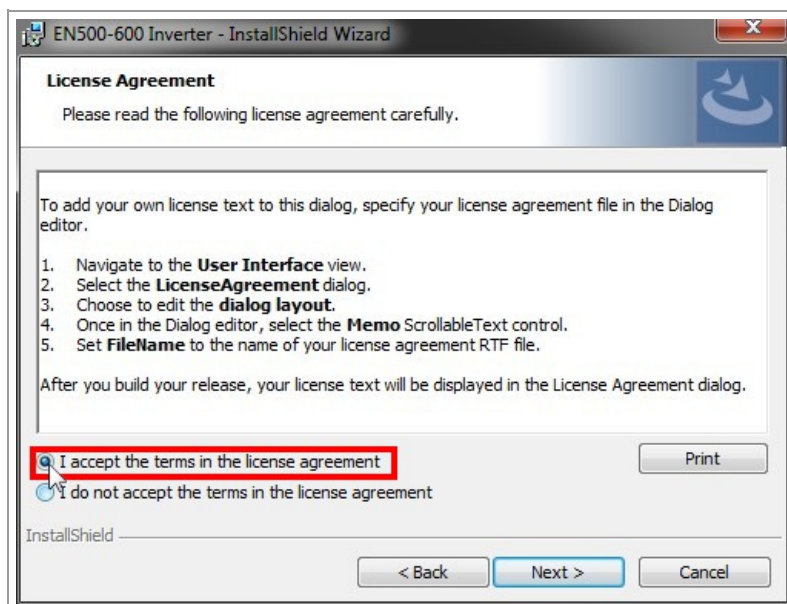 EN500-600 Inverter - InstallShield Wizard
License Agreement
Please read the following license agreement carefully.
To add your own license text to this dialog, specify your license agreement file in the Dialog
editor.
1. Navigate to the User Interface view.
2. Select the LicenseAgreement dialog.
3. Choose to edit the dialog layout.
4. Once in the Dialog editor, select the Memo ScrollableText control.
5. Set FileName to the name of your license agreement RTF file.
After you build your release, your license text will be displayed in the License Agreement dialog.
I accept the terms in the license agreement
Print
I do not accept the terms in the license agreement
InstallShield
< Back
Next >
Cancel